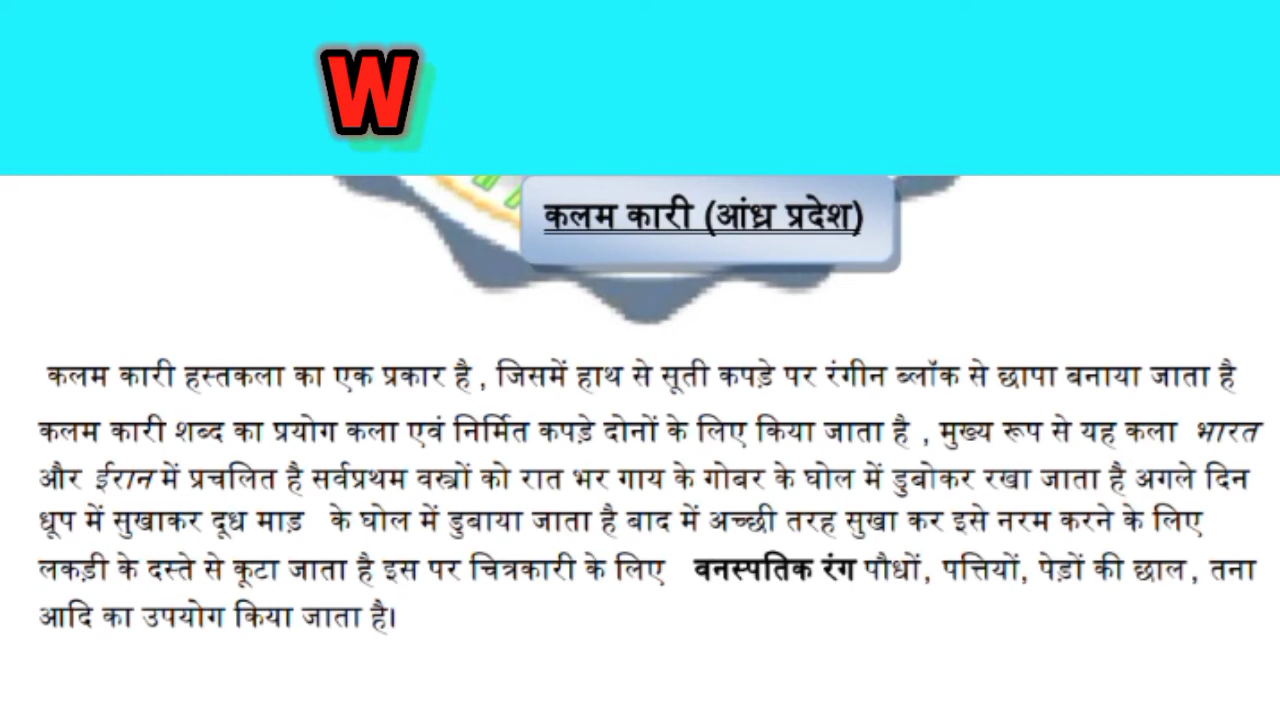 W
कलम कारी (आंध्र प्रदेश)
कलम कारी हस्तकला का एक प्रकार है , जिसमें हाथ से सूती कपड़े पर रंगीन ब्लॉक से छापा बनाया जाता है
कलम कारी शब्द का प्रयोग कला एवं निर्मित कपड़े दोनों के लिए किया जाता है , मुख्य रूप से यह कला भारत
और ईरान में प्रचलित है सर्वप्रथम वस्त्रों को रात भर गाय के गोबर के घोल में डुबोकर रखा जाता है अगले दिन
धूप में सुखाकर दूध माड़ के घोल में डुबाया जाता है बाद में अच्छी तरह सुखा कर इसे नरम करने के लिए
लकड़ी के दस्ते से कूटा जाता है इस पर चित्रकारी के लिए वनस्पतिक रंग पौधों, पत्तियों, पेड़ों की छाल , तना
आदि का उपयोग किया जाता है।